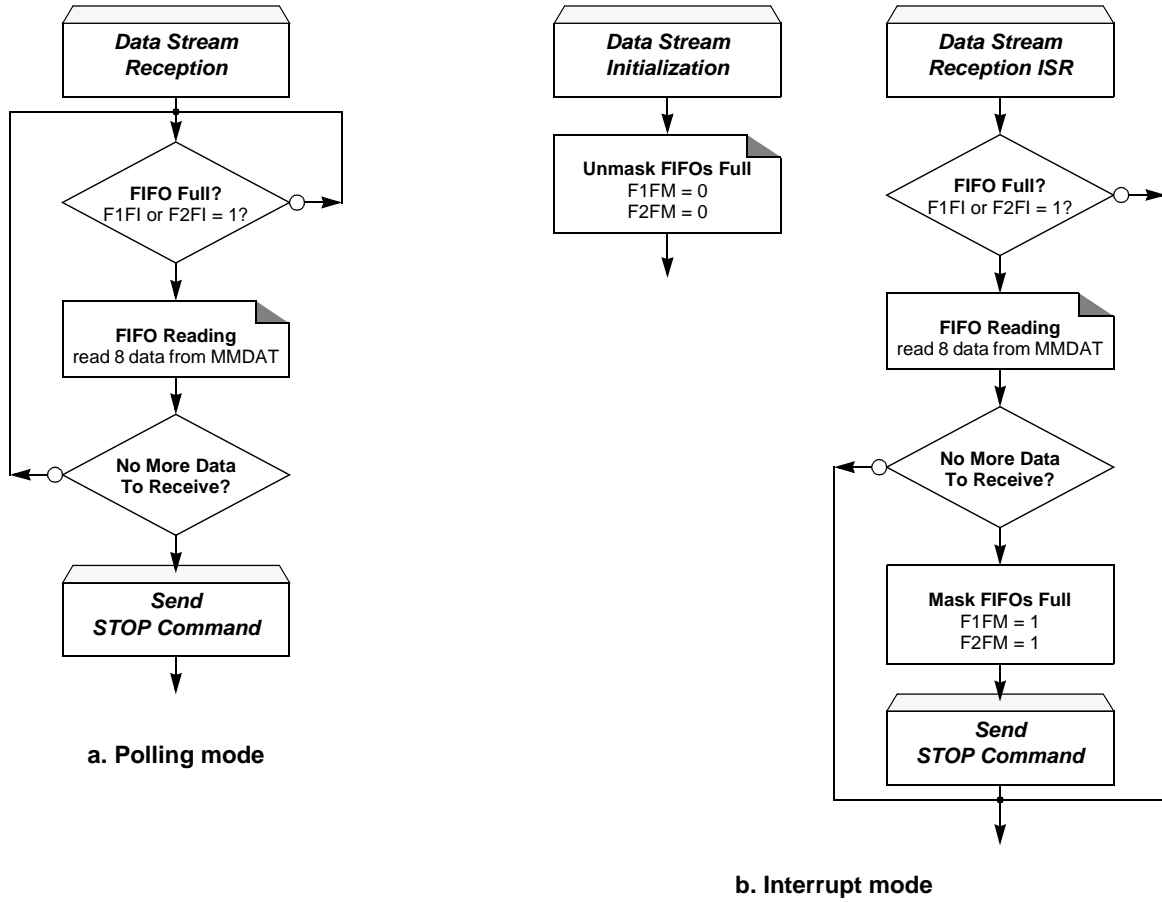 Data Stream
Reception
FIFO Full?
F1FI or F2FI = 1?
FIFO Reading
read 8 data from MMDAT
No More Data
To Receive?
Send
STOP Command
a. Polling mode
Data Stream
Initialization
Unmask FIFOs Full
F1FM = 0
F2FM = 0
Data Stream
Reception ISR
FIFO Full?
F1FI or F2FI = 1?
FIFO Reading
read 8 data from MMDAT
No More Data
To Receive?
Mask FIFOs Full
F1FM = 1
F2FM = 1
Send
STOP Command
b. Interrupt mode